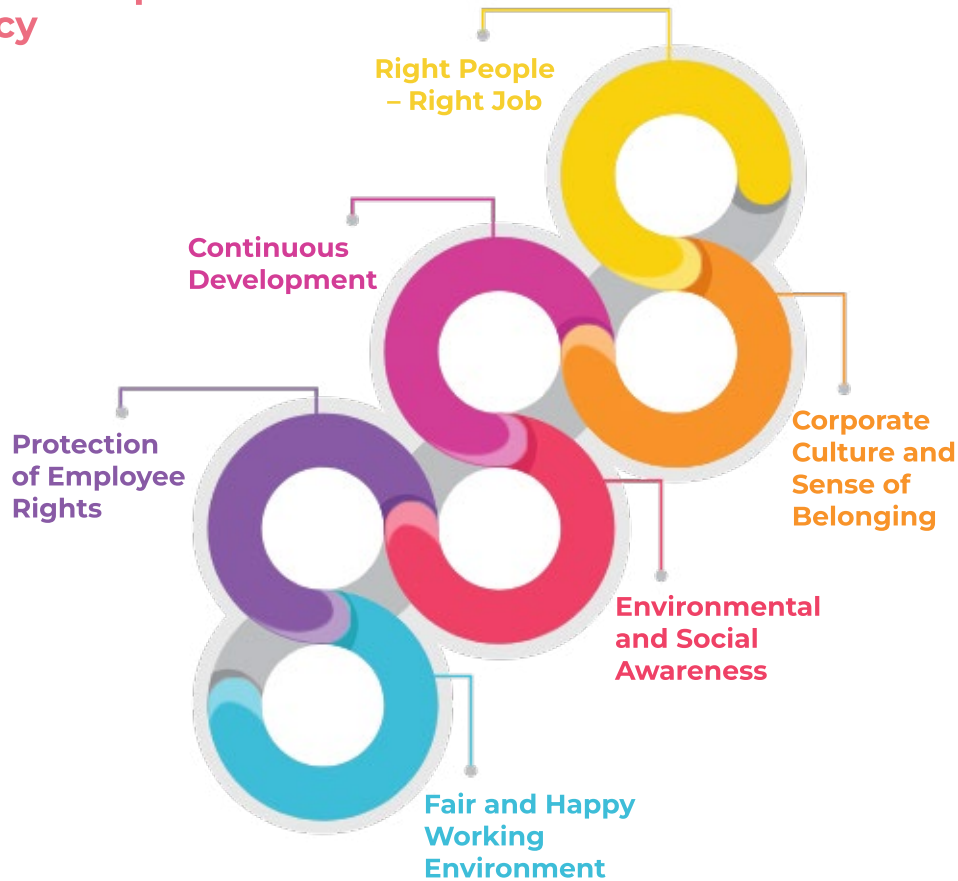 cy
Right People
– Right Job
Continuous
Development
Protection
of Employee
Rights
Corporate
Culture and
Sense of
Belonging
Environmental
and Social
Awareness
Fair and Happy
Working
Environment